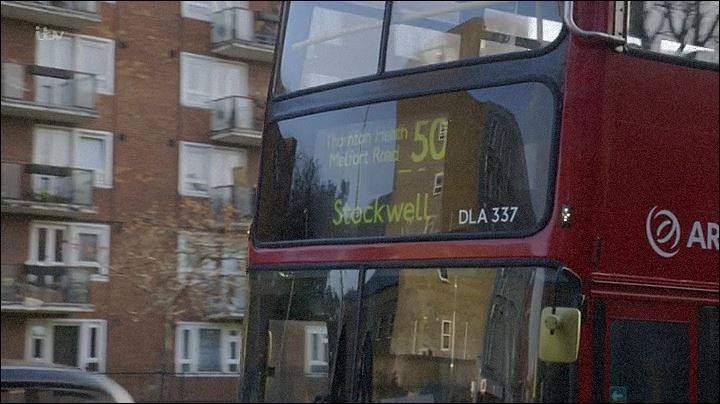 itv
Thornton Heath
Melfort Road
50
Stockwell
DLA 337
AR